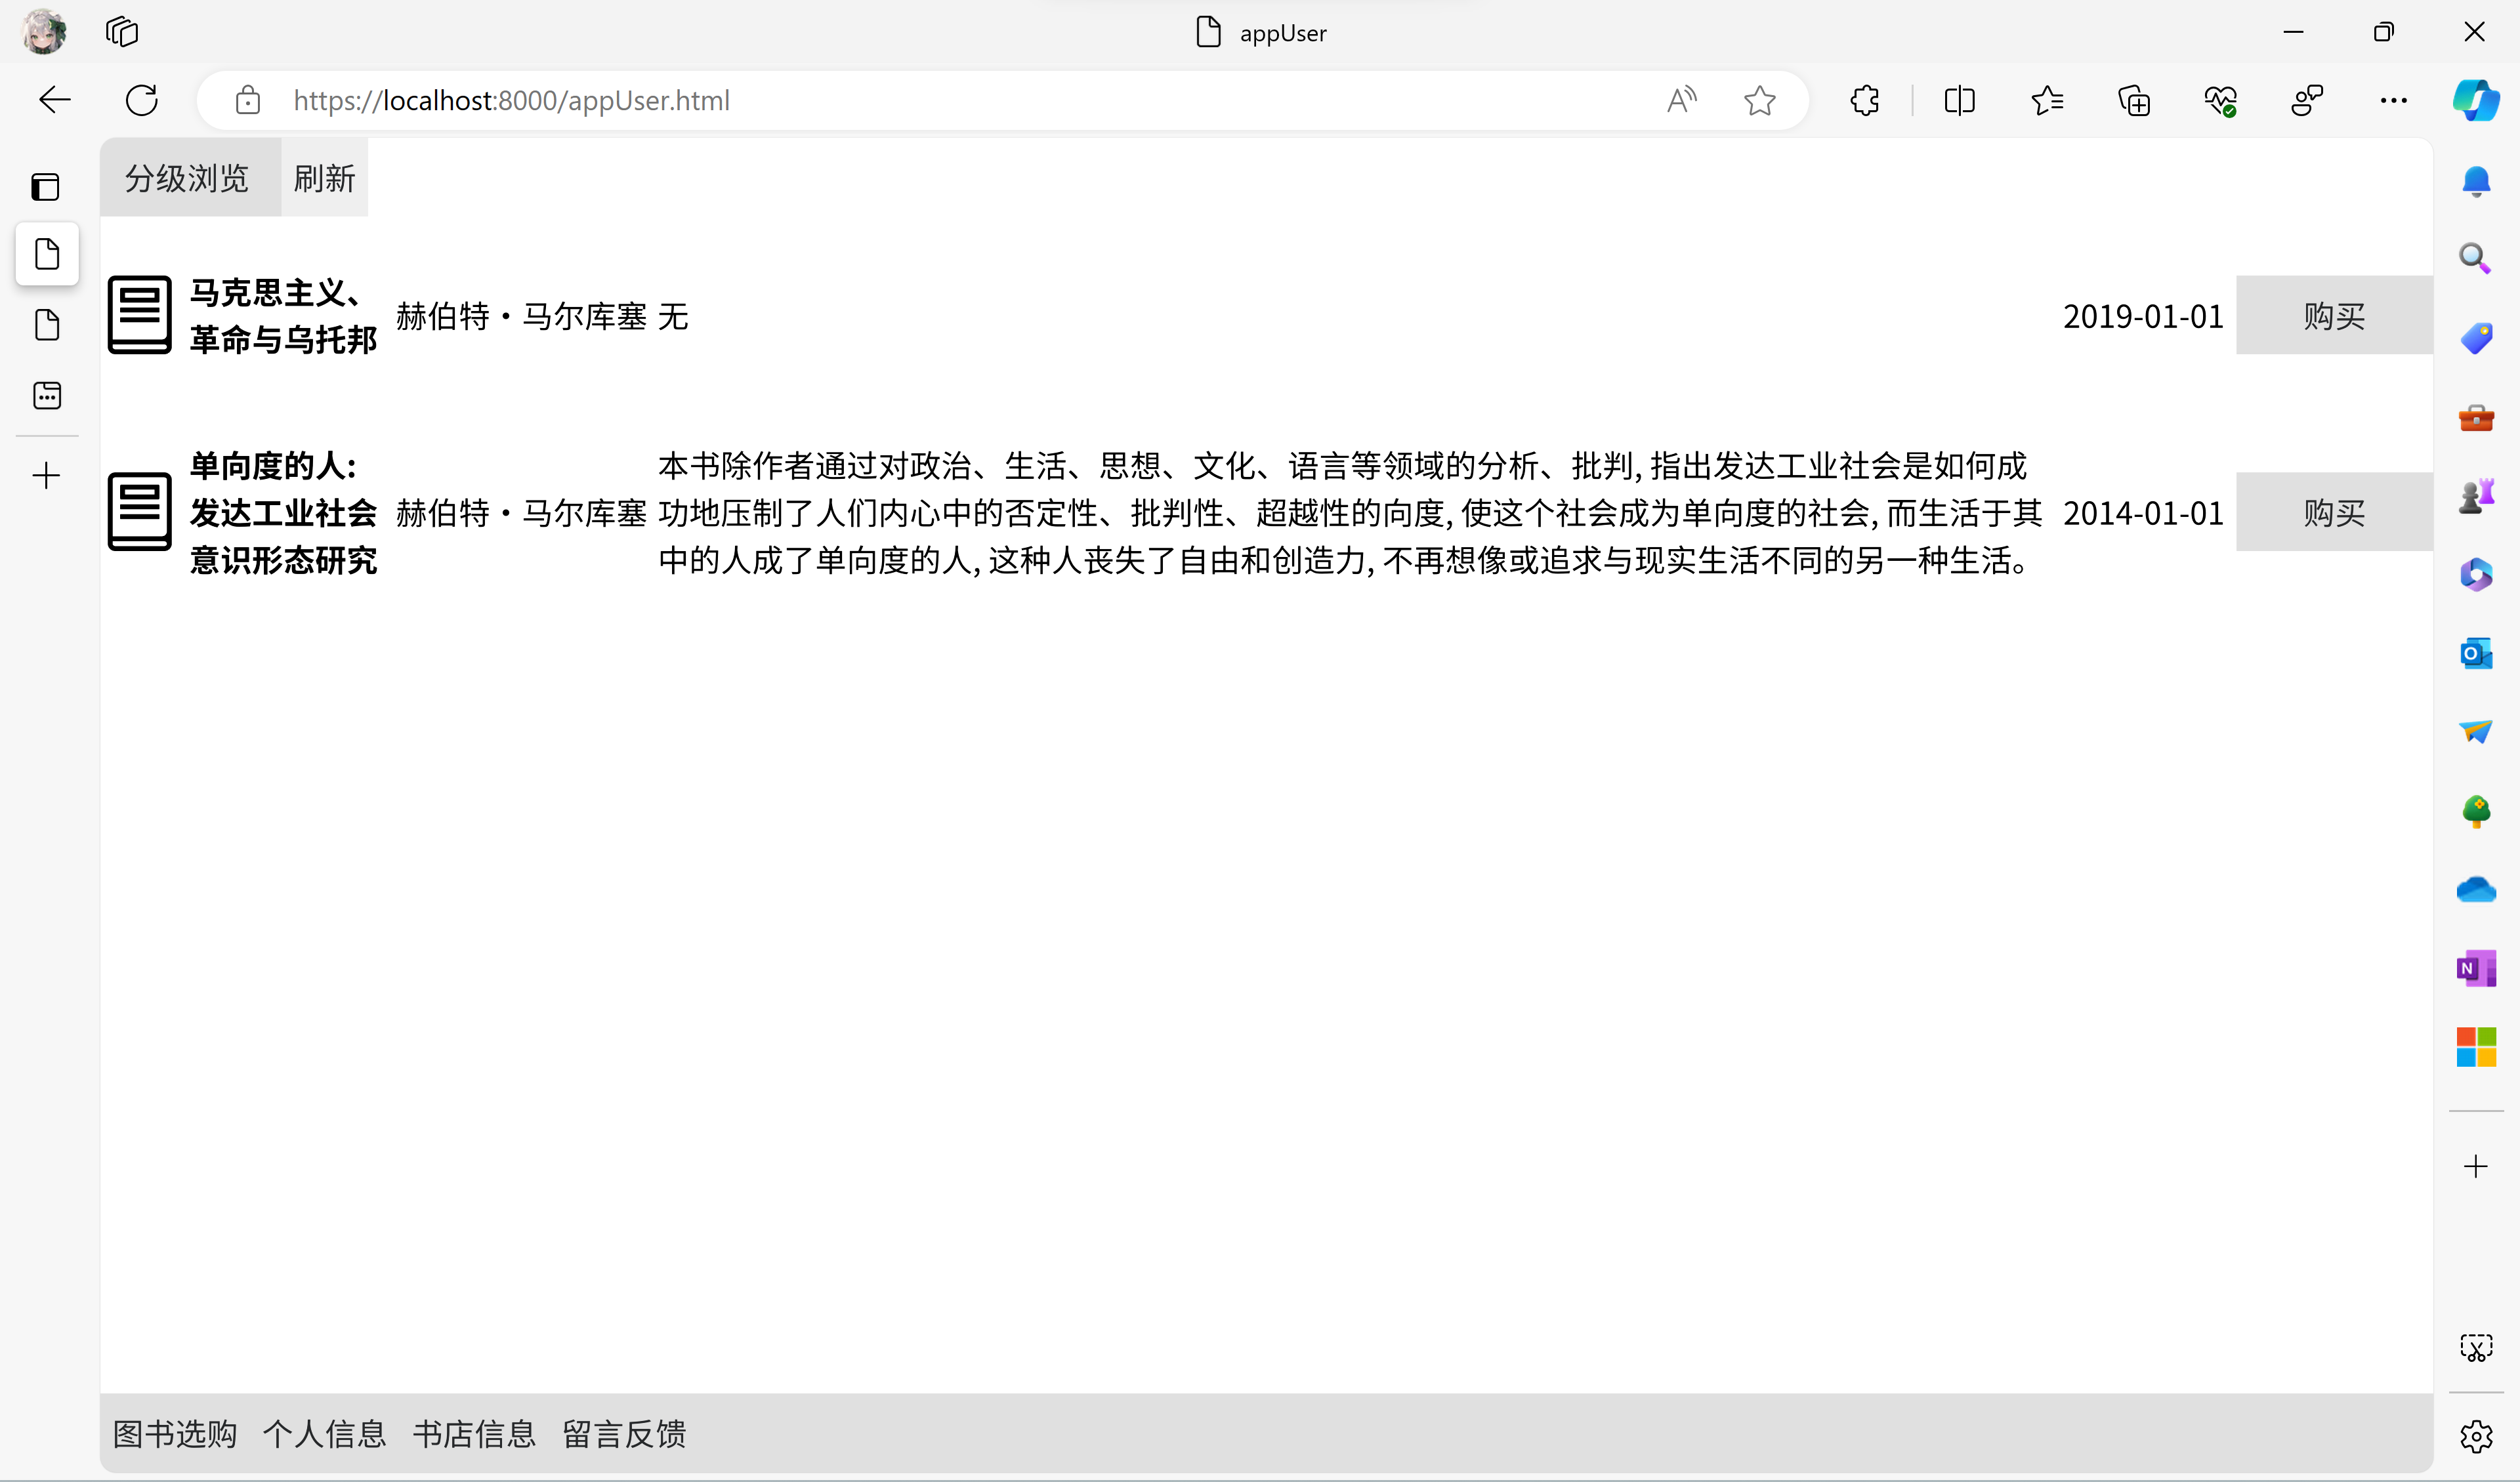 appUser
https://localhost:8000/appUser.html
分级浏览 刷新
马克思主义、
革命与乌托邦
赫伯特·马尔库塞 无
2019-01-01
购买
单向度的人:
发达工业社会
意识形态研究
赫伯特·马尔库塞
本书除作者通过对政治、生活、思想、文化、语言等领域的分析、批判, 指出发达工业社会是如何成
功地压制了人们内心中的否定性、批判性、超越性的向度, 使这个社会成为单向度的社会, 而生活于其
中的人成了单向度的人, 这种人丧失了自由和创造力, 不再想像或追求与现实生活不同的另一种生活。
2014-01-01
购买
图书选购 个人信息 书店信息 留言反馈